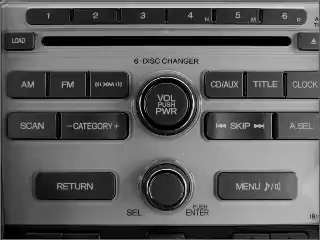 1 2 3 4 H 5 M 6 R
LOAD
6·DISC CHANGER
AM FM ((XM)) VOL PUSH PWR CD/AUX TITLE CLOCK
SCAN −CATEGORY+ SKIP A.SEL
RETURN MENU
SEL PUSH ENTER